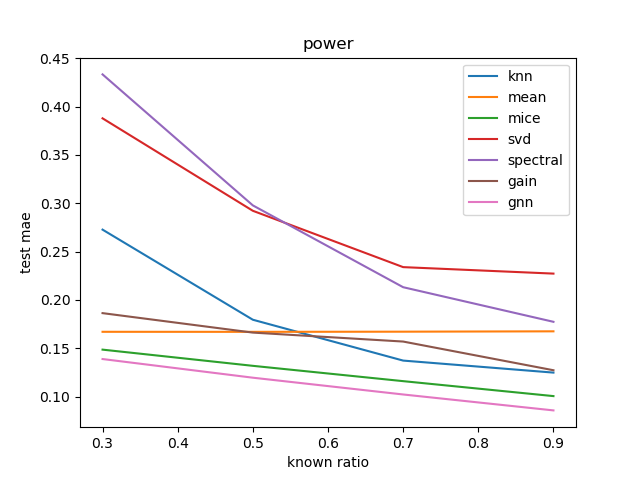 power
0.45
0.40
0.35
0.30
0.25
0.20
0.15
0.10
test mae
0.3
0.4
0.5
0.6
0.7
0.8
0.9
known ratio
knn
mean
mice
svd
spectral
gain
gnn